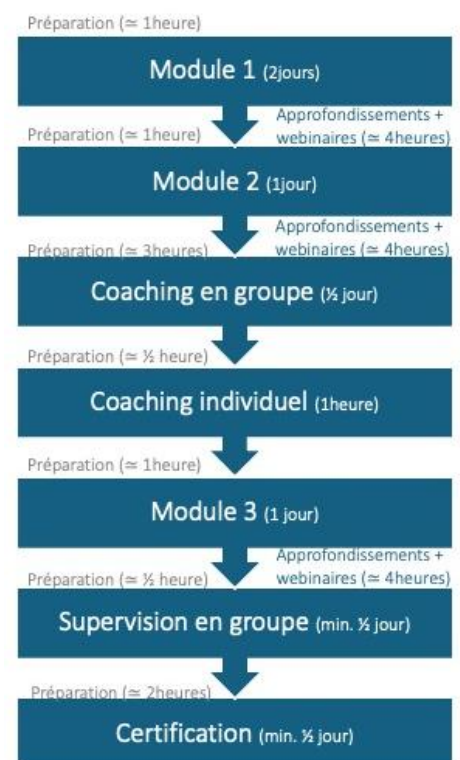 Préparation (≃ 1heure)
Module 1 (2jours)
Approfondissements +
Préparation (≃ 1heure)
webinaires (≃ 4heures)
Module 2 (1jour)
Approfondissements +
Préparation (≃ 3heures)
webinaires (≃ 4heures)
Coaching en groupe (½ jour)
Préparation (≃ ½ heure)
Coaching individuel (1heure)
Préparation (≃ 1heure)
Module 3 (1 jour)
Approfondissements +
Préparation (≃ ½ heure)
webinaires (≃ 4heures)
Supervision en groupe (min. ½ jour)
Préparation (≃ 2heures)
Certification (min. ½ jour)